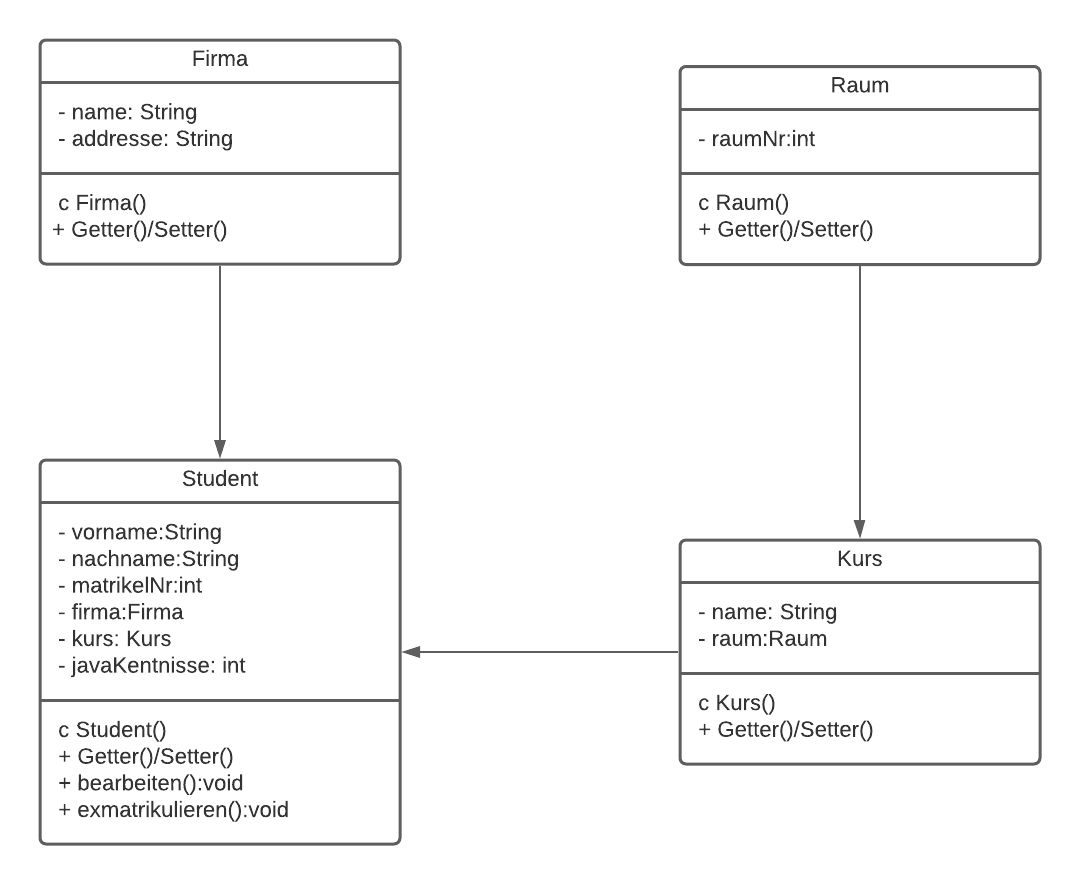 Firma
- name: String
- addresse: String
c Firma()
+ Getter()/Setter()
Raum
- raumNr:int
c Raum()
+ Getter()/Setter()
Student
- vorname:String
- nachname:String
- matrikelNr:int
- firma:Firma
- kurs: Kurs
- javaKentnisse: int
c Student()
+ Getter()/Setter()
+ bearbeiten():void
+ exmatrikulieren():void
Kurs
- name: String
- raum:Raum
c Kurs()
+ Getter()/Setter()